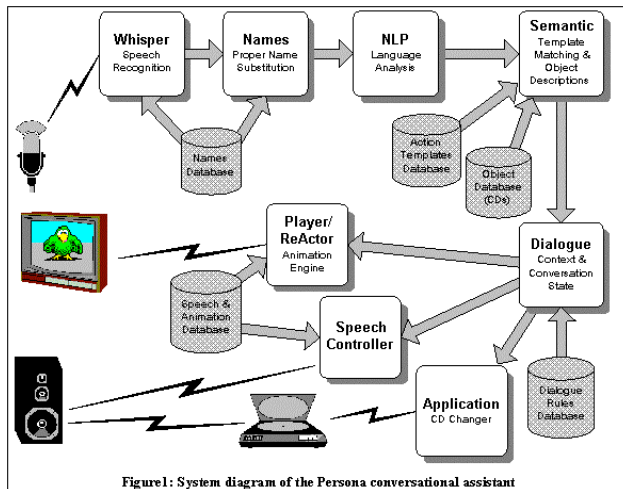 Whisper
Speech
Recognition
Names
Proper Name
Substitution
NLP
Language
Analysis
Semantic
Template
Matching &
Object
Descriptions
Names
Database
Action
Templates
Database
Object
Database
(CDs)
Player/
ReActor
Animation
Engine
Dialogue
Context &
Conversation
State
Speech &
Animation
Database
Speech
Controller
Application
CD Changer
Dialogue
Rules
Database
Figure1: System diagram of the Persona conversational assistant